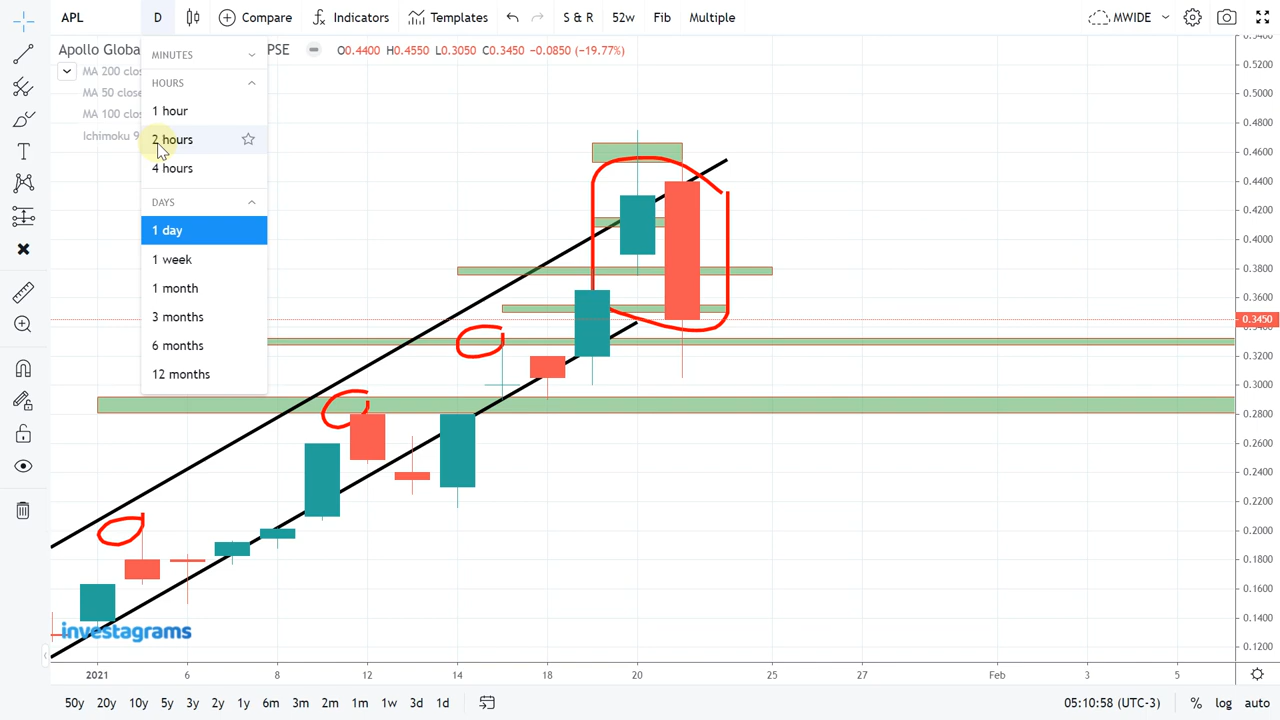 APL D Compare Indicators Templates S & R 52w Fib Multiple MWIDE
Apollo Globa PSE O0.4400 H0.4550 L0.3050 C0.3450 −0.0850 (−19.77%)
MA 200 close
MA 50 close
MA 100 clos
Ichimoku 9
MINUTES
HOURS
1 hour
2 hours
4 hours
DAYS
1 day
1 week
1 month
3 months
6 months
12 months
0.5200
0.5000
0.4800
0.4600
0.4400
0.4200
0.4000
0.3800
0.3600
0.3450
0.3200
0.3000
0.2800
0.2600
0.2400
0.2200
0.2000
0.1800
0.1600
0.1400
0.1200
investagrams
2021 6 8 12 14 18 20 25 27 Feb 3 5
50y 20y 10y 5y 3y 2y 1y 6m 3m 2m 1m 1w 3d 1d 05:10:58 (UTC-3) % log auto